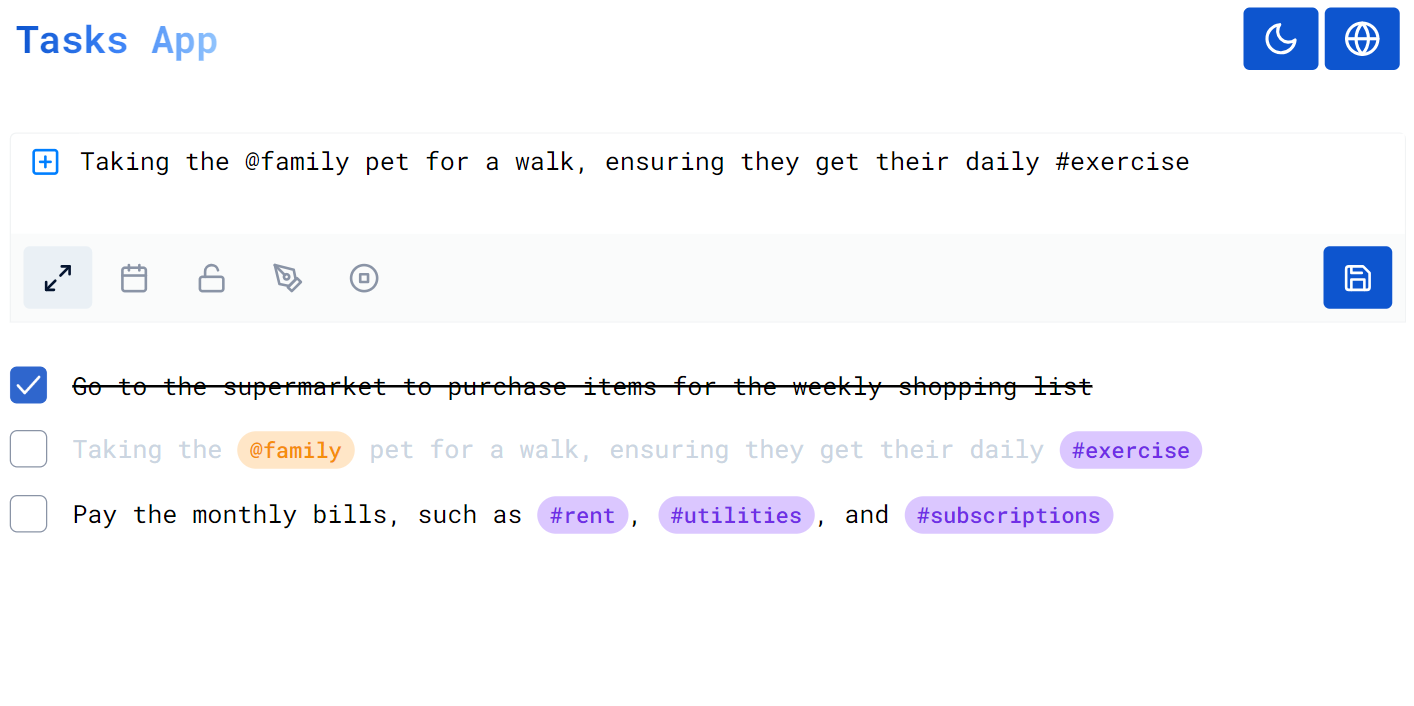 Tasks App
Taking the @family pet for a walk, ensuring they get their daily #exercise
Go to the supermarket to purchase items for the weekly shopping list
Taking the @family pet for a walk, ensuring they get their daily #exercise
Pay the monthly bills, such as #rent, #utilities, and #subscriptions